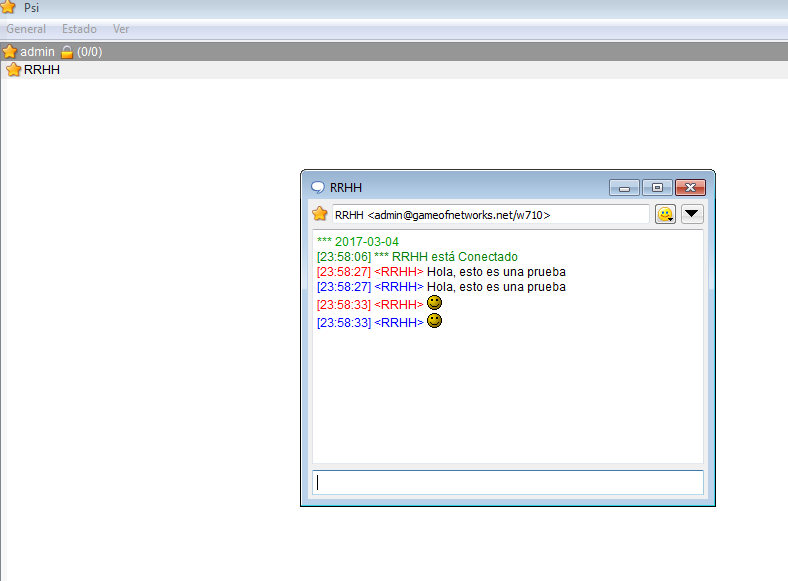 Psi
General Estado Ver
admin (0/0)
RRHH
RRHH
RRHH <admin@gameofnetworks.net/w710>
*** 2017-03-04
[23:58:06] *** RRHH está Conectado
[23:58:27] <RRHH> Hola, esto es una prueba
[23:58:27] <RRHH> Hola, esto es una prueba
[23:58:33] <RRHH>
[23:58:33] <RRHH>